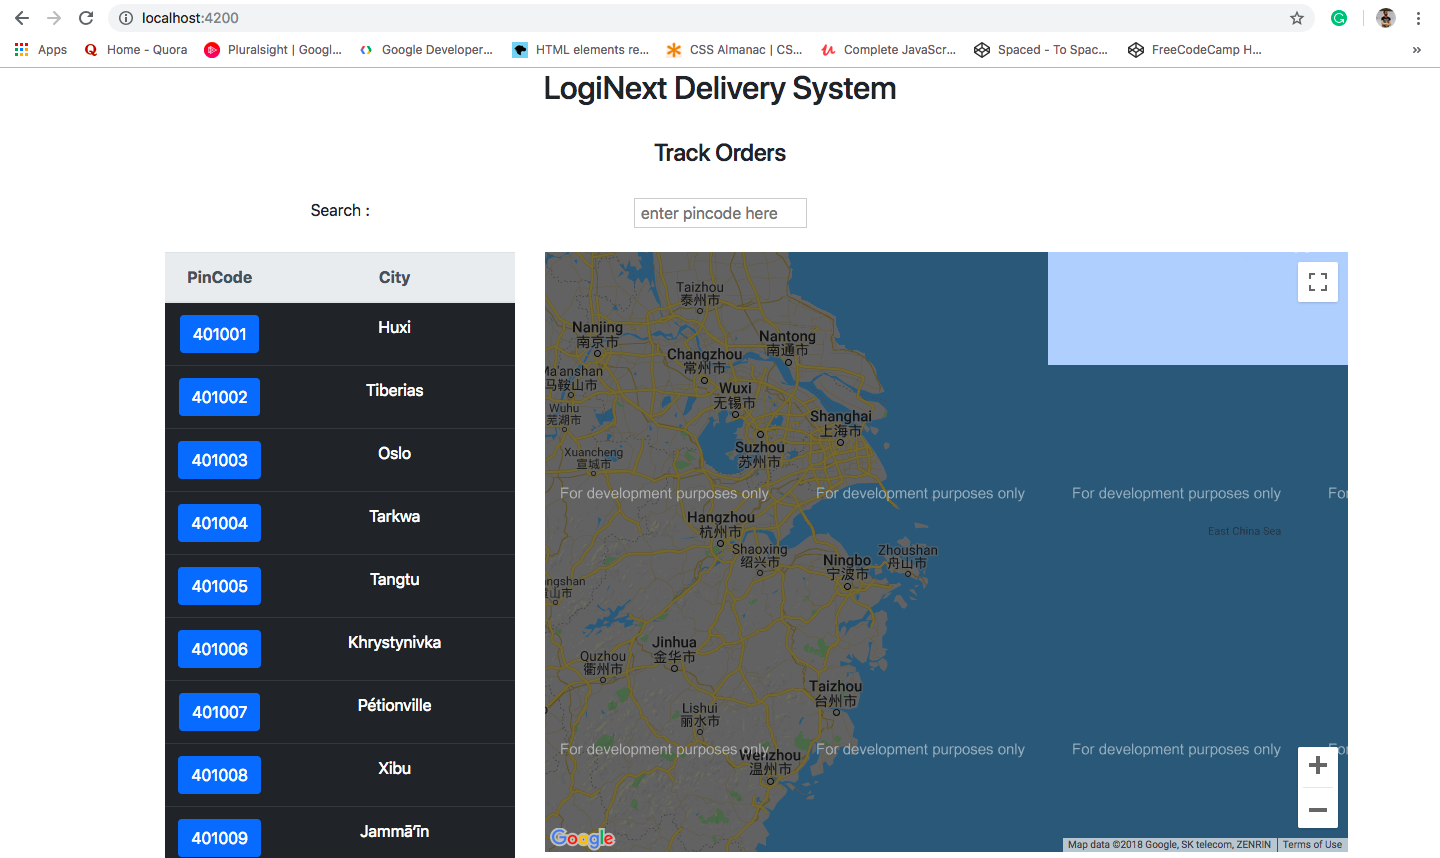 localhost:4200
Apps
Home - Quora
Pluralsight | Googl...
Google Developer...
HTML elements re...
CSS Almanac | CS...
Complete JavaScr...
Spaced - To Spac...
FreeCodeCamp H...
»
LogiNext Delivery System
Track Orders
Search :
enter pincode here
PinCode City
401001 Huxi
401002 Tiberias
401003 Oslo
401004 Tarkwa
401005 Tangtu
401006 Khrystynivka
401007 Pétionville
401008 Xibu
401009 Jammā‘īn
Taizhou
泰州市
Nanjing
南京市
Nantong
南通市
Changzhou
常州市
Ma'anshan
马鞍山市
Wuxi
无锡市
Wuhu
芜湖市
Shanghai
上海市
Suzhou
苏州市
Xuancheng
宣城市
For development purposes only
For development purposes only
For development purposes only
For
Hangzhou
杭州市
East China Sea
Shaoxing
绍兴市
Zhoushan
舟山市
Ningbo
宁波市
ngshan
山市
Jinhua
金华市
Quzhou
衢州市
Taizhou
台州市
Lishui
丽水市
For development purposes only
For development purposes only
For development purposes only
Fo
Wenzhou
温州市
Google
Map data ©2018 Google, SK telecom, ZENRIN
Terms of Use